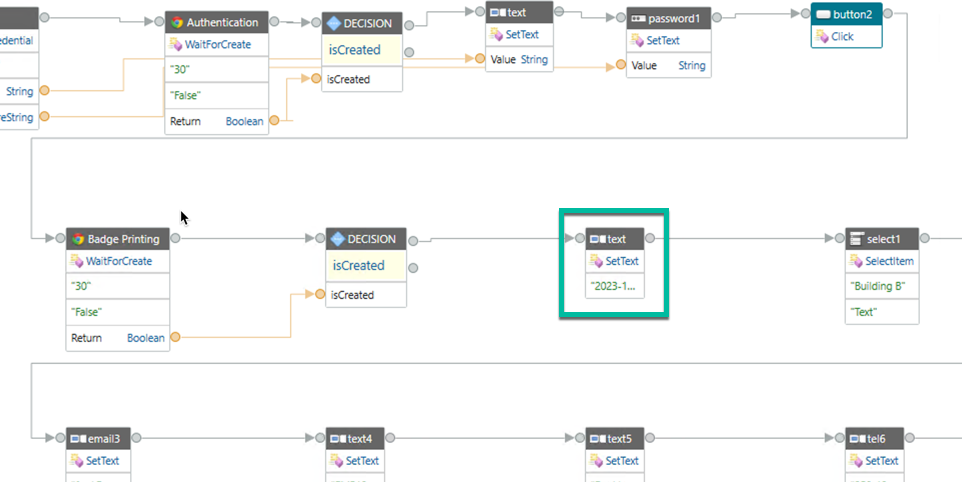 Authentication
DECISION
text
password1
button2
edential
WaitForCreate
isCreated
SetText
SetText
Click
"30"
Value String
Value String
isCreated
String
"False"
eString
Return Boolean
Badge Printing
DECISION
text
select1
WaitForCreate
isCreated
SetText
SelectItem
"30"
"2023-1...
"Building B"
isCreated
"False"
"Text"
Return Boolean
email3
text4
text5
tel6
SetText
SetText
SetText
SetText